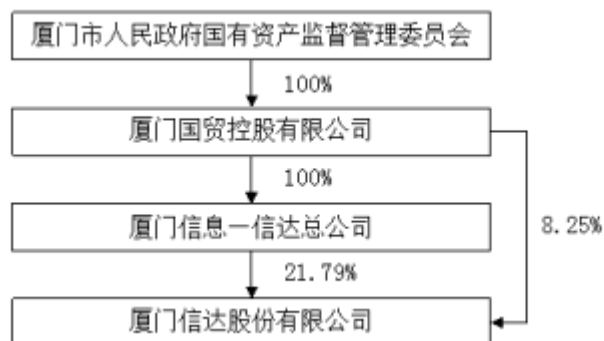 厦门市人民政府国有资产监督管理委员会
100%
厦门国贸控股有限公司
100%
8.25%
厦门信息—信达总公司
21.79%
厦门信达股份有限公司